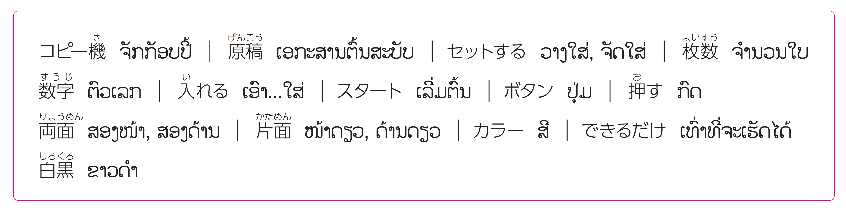 コピー機 ຈັກກັອບປີ້ | 原稿 ເອກະສານຕົ້ນສະບັບ | セットする ວາງໃສ່, ຈັດໃສ່ | 枚数 ຈຳນວນໃບ
数字 ຕົວເລກ | 入れる ເອົາ...ໃສ່ | スタート ເລີ່ມຕົ້ນ | ボタン ປຸ່ມ | 押す ກົດ
両面 ສອງໜ້າ, ສອງດ້ານ | 片面 ໜ້າດຽວ, ດ້ານດຽວ | カラー ສີ | できるだけ ເທົ່າທີ່ຈະເຮັດໄດ້
白黒 ຂາວດຳ